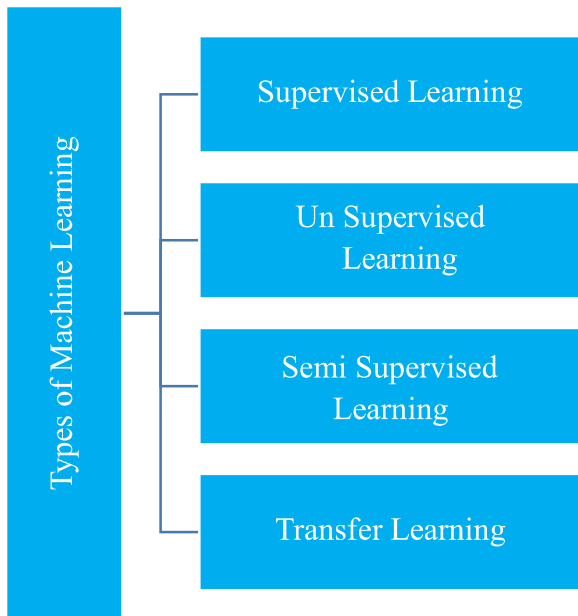 Types of Machine Learning
Supervised Learning
Un Supervised
Learning
Semi Supervised
Learning
Transfer Learning